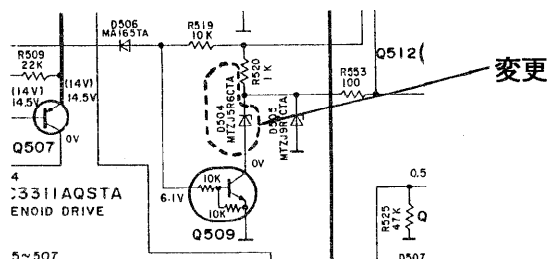 D506
MA165TA
R519
10K
R509
22K
(14V)
14.5V
(14V)
14.5V
R520
1K
Q512(
変更
R553
100
D504
MTZJ5R6CTA
D505
0V
Q507
0V
4
C3311AQSTA
ENOID DRIVE
6.1V
10K
10K
Q509
0.5
R525
47K
Q
D507
5~507